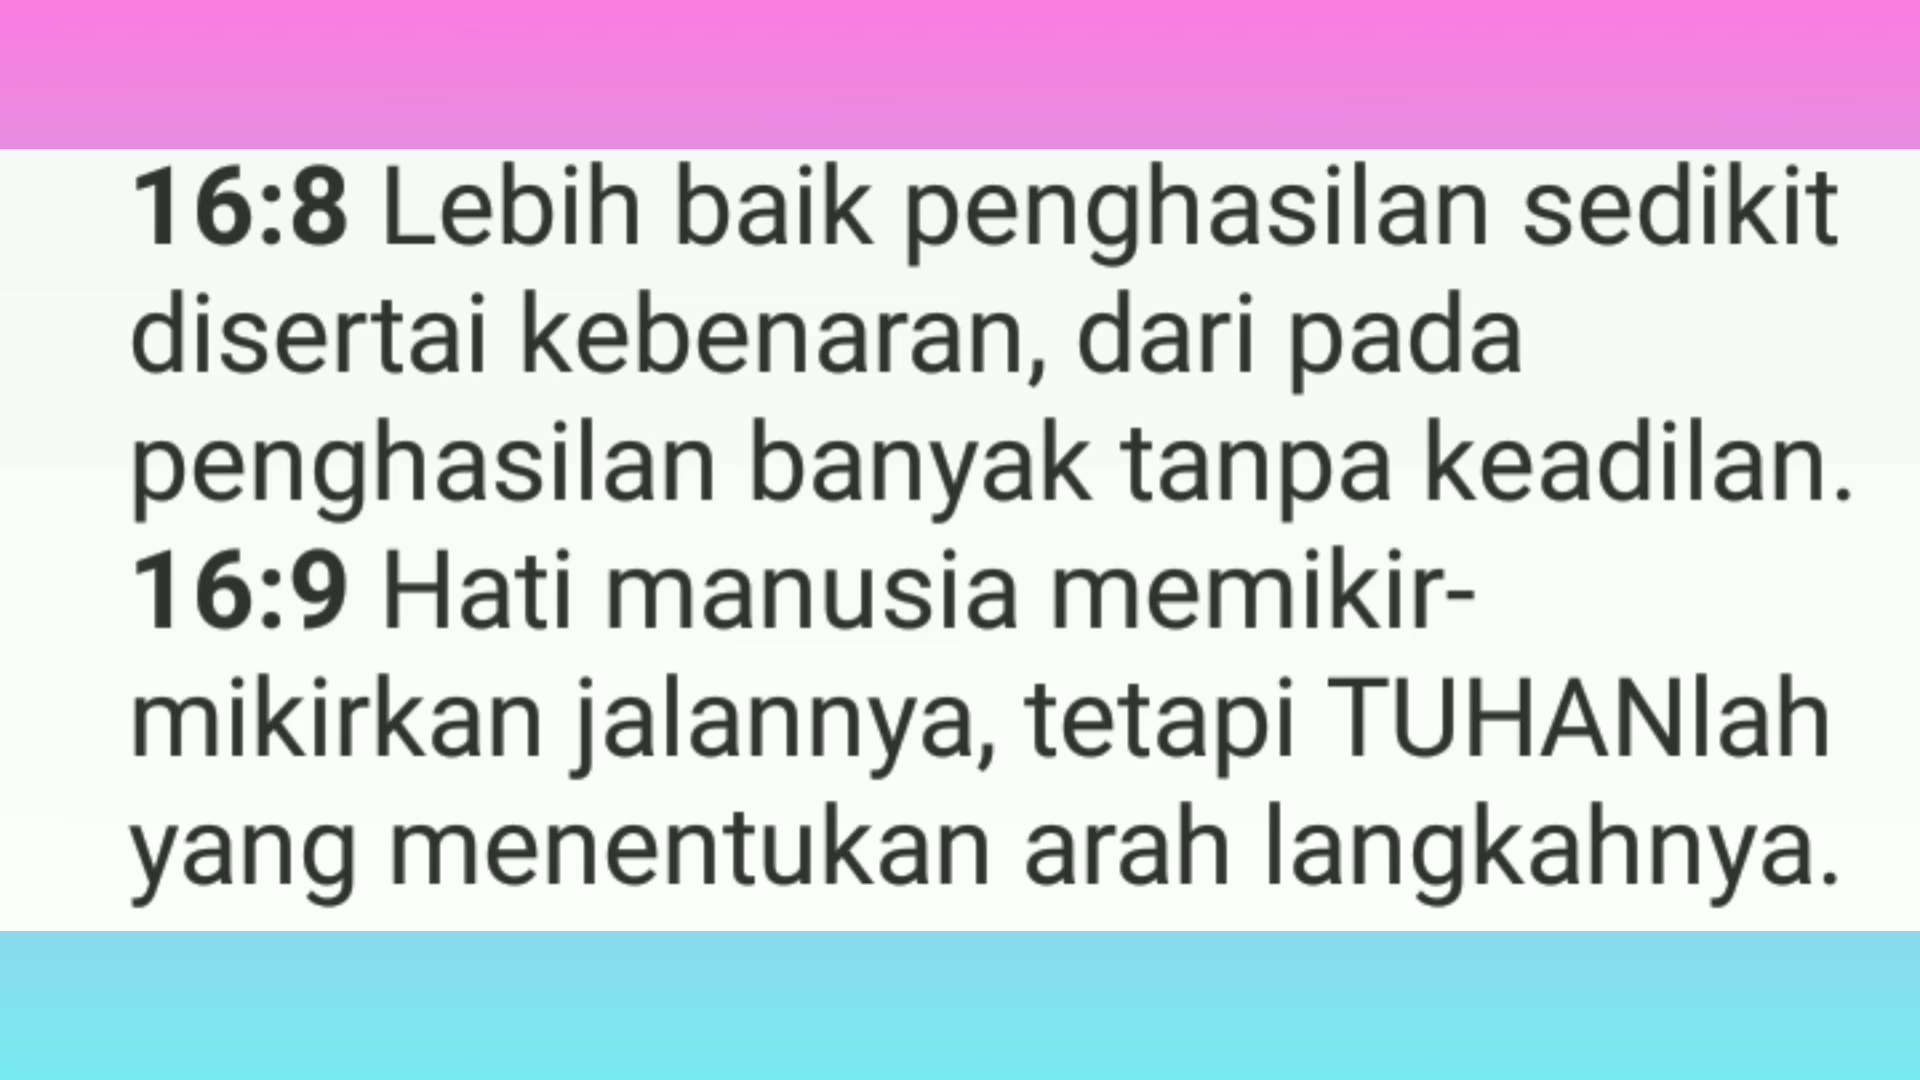 16:8 Lebih baik penghasilan sedikit
disertai kebenaran, dari pada
penghasilan banyak tanpa keadilan.
16:9 Hati manusia memikir-
mikirkan jalannya, tetapi TUHANlah
yang menentukan arah langkahnya.